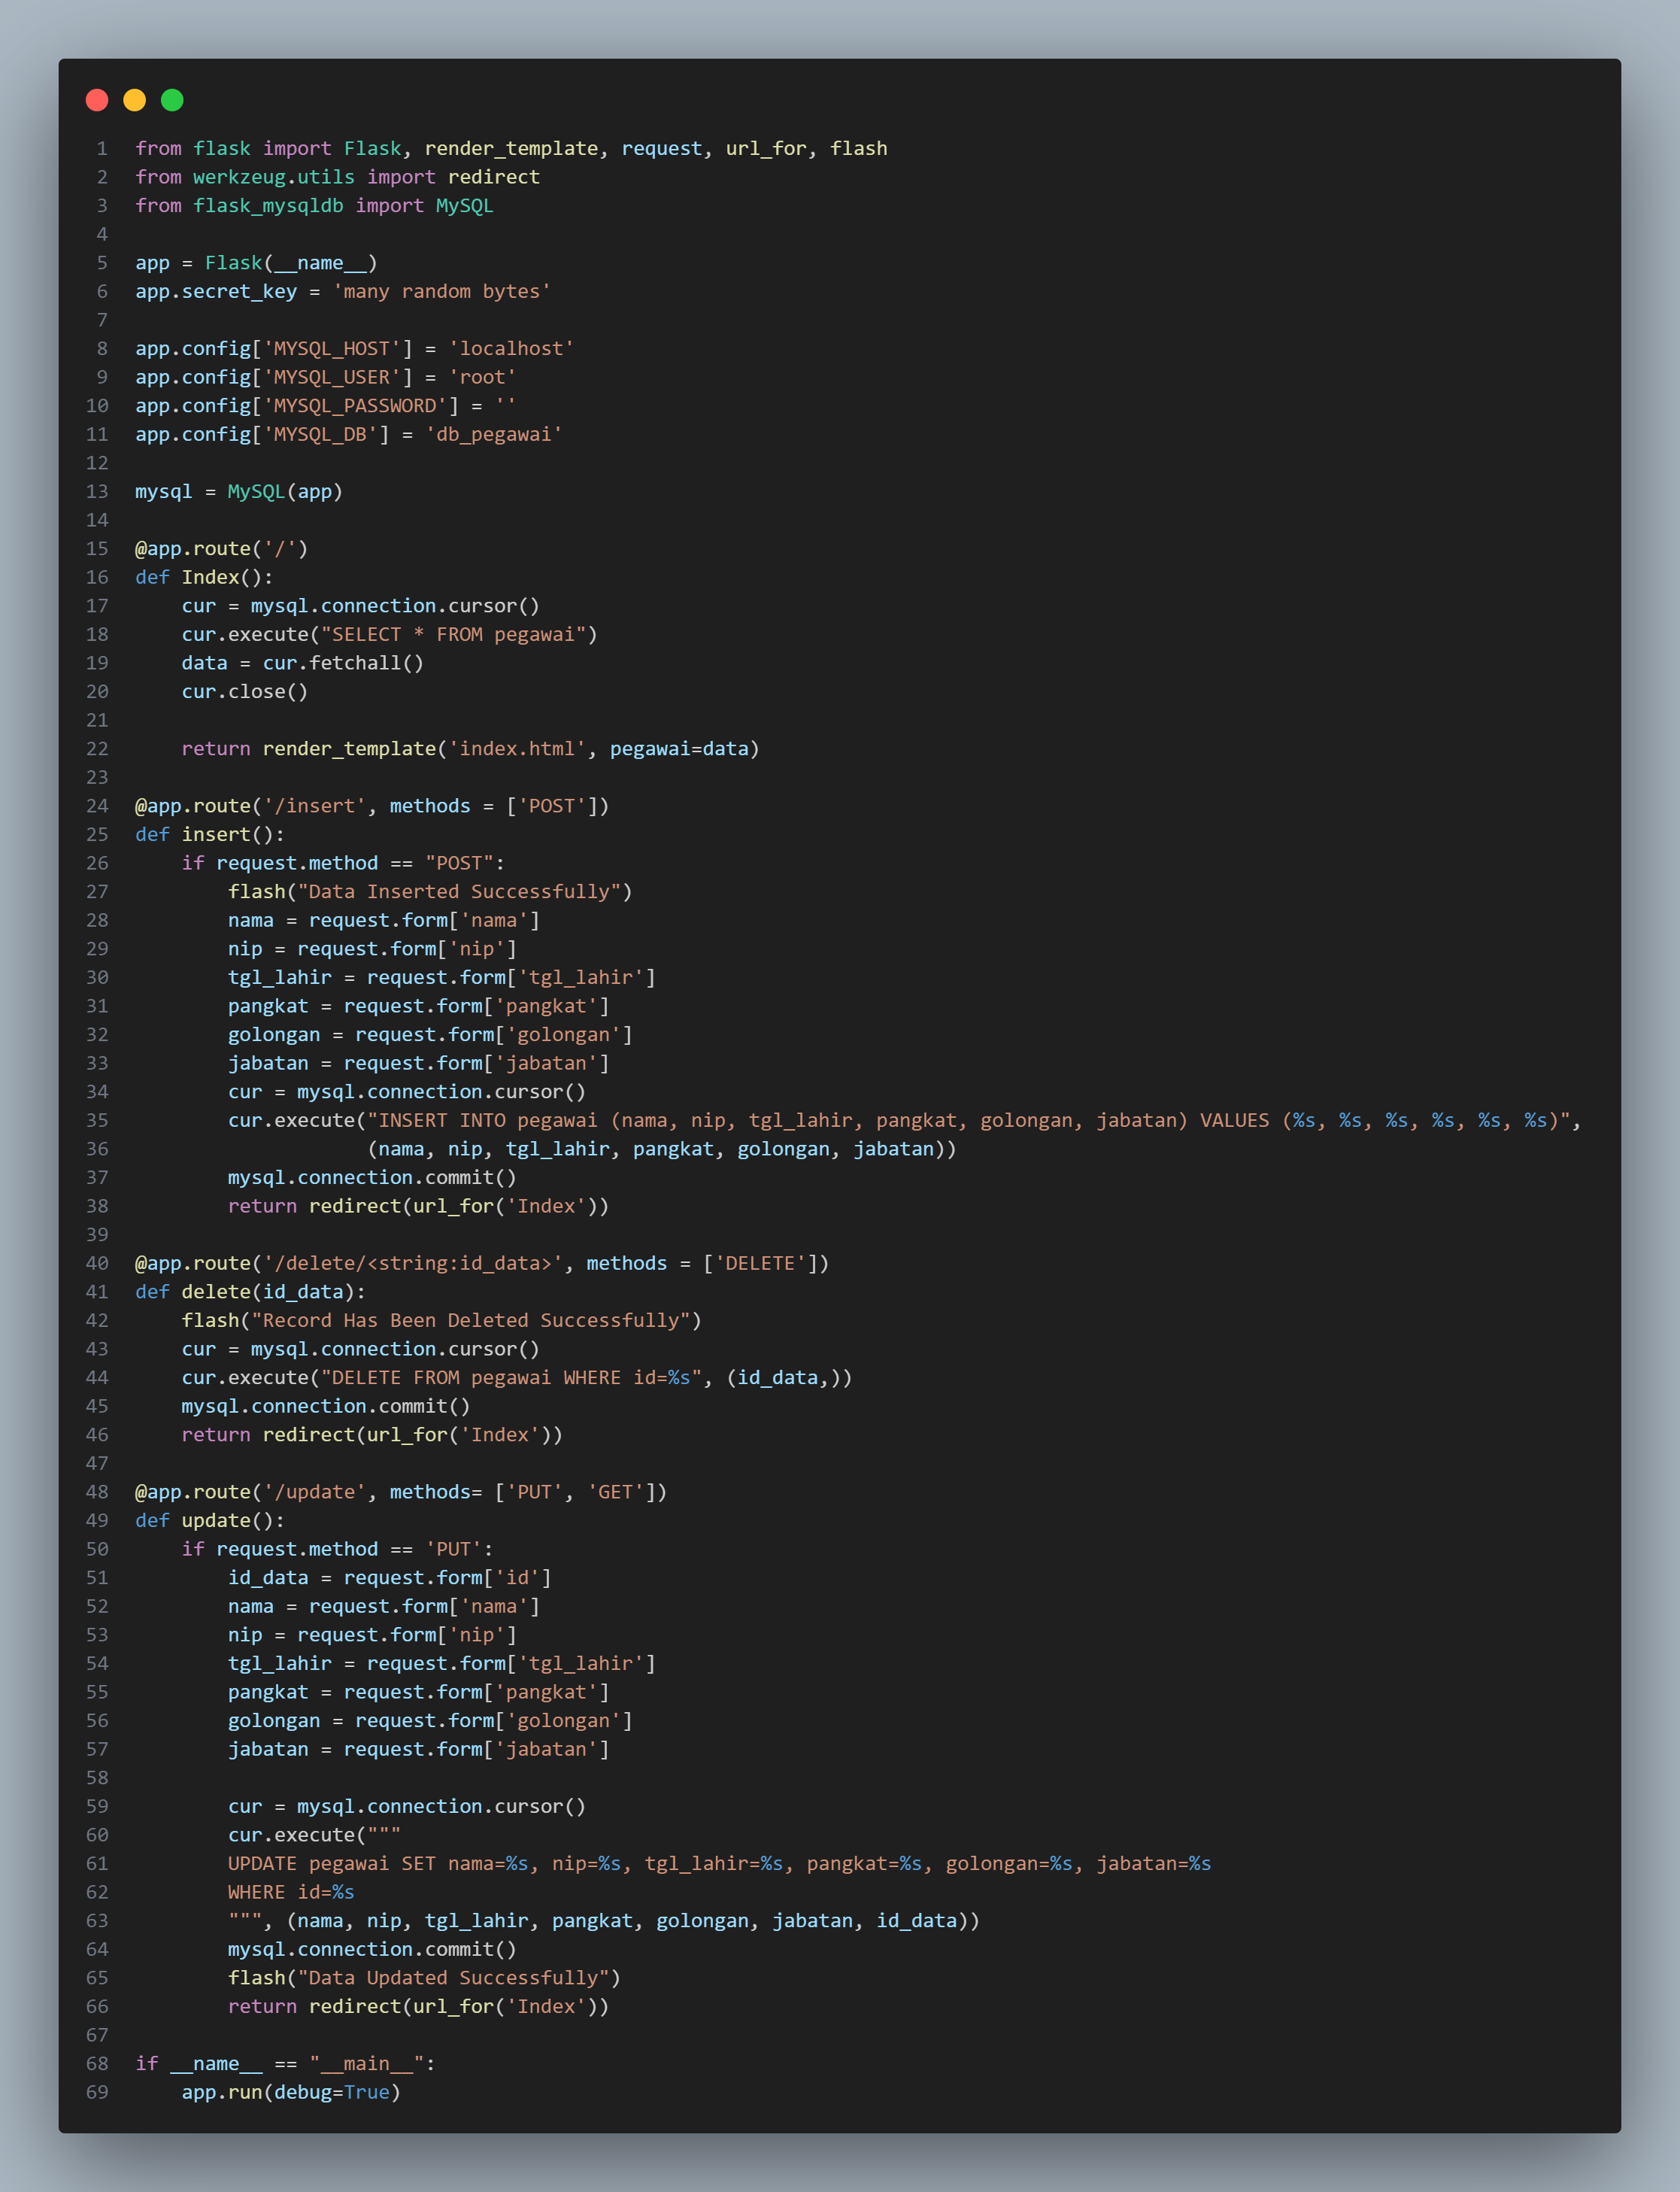 1 from flask import Flask, render_template, request, url_for, flash
2 from werkzeug.utils import redirect
3 from flask_mysqldb import MySQL
4
5 app = Flask(__name__)
6 app.secret_key = 'many random bytes'
7
8 app.config['MYSQL_HOST'] = 'localhost'
9 app.config['MYSQL_USER'] = 'root'
10 app.config['MYSQL_PASSWORD'] = ''
11 app.config['MYSQL_DB'] = 'db_pegawai'
12
13 mysql = MySQL(app)
14
15 @app.route('/')
16 def Index():
17     cur = mysql.connection.cursor()
18     cur.execute("SELECT * FROM pegawai")
19     data = cur.fetchall()
20     cur.close()
21
22     return render_template('index.html', pegawai=data)
23
24 @app.route('/insert', methods = ['POST'])
25 def insert():
26     if request.method == "POST":
27         flash("Data Inserted Successfully")
28         nama = request.form['nama']
29         nip = request.form['nip']
30         tgl_lahir = request.form['tgl_lahir']
31         pangkat = request.form['pangkat']
32         golongan = request.form['golongan']
33         jabatan = request.form['jabatan']
34         cur = mysql.connection.cursor()
35         cur.execute("INSERT INTO pegawai (nama, nip, tgl_lahir, pangkat, golongan, jabatan) VALUES (%s, %s, %s, %s, %s, %s)",
36                     (nama, nip, tgl_lahir, pangkat, golongan, jabatan))
37         mysql.connection.commit()
38         return redirect(url_for('Index'))
39
40 @app.route('/delete/<string:id_data>', methods = ['DELETE'])
41 def delete(id_data):
42     flash("Record Has Been Deleted Successfully")
43     cur = mysql.connection.cursor()
44     cur.execute("DELETE FROM pegawai WHERE id=%s", (id_data,))
45     mysql.connection.commit()
46     return redirect(url_for('Index'))
47
48 @app.route('/update', methods= ['PUT', 'GET'])
49 def update():
50     if request.method == 'PUT':
51         id_data = request.form['id']
52         nama = request.form['nama']
53         nip = request.form['nip']
54         tgl_lahir = request.form['tgl_lahir']
55         pangkat = request.form['pangkat']
56         golongan = request.form['golongan']
57         jabatan = request.form['jabatan']
58
59         cur = mysql.connection.cursor()
60         cur.execute("""
61         UPDATE pegawai SET nama=%s, nip=%s, tgl_lahir=%s, pangkat=%s, golongan=%s, jabatan=%s
62         WHERE id=%s
63         """, (nama, nip, tgl_lahir, pangkat, golongan, jabatan, id_data))
64         mysql.connection.commit()
65         flash("Data Updated Successfully")
66         return redirect(url_for('Index'))
67
68 if __name__ == "__main__":
69     app.run(debug=True)